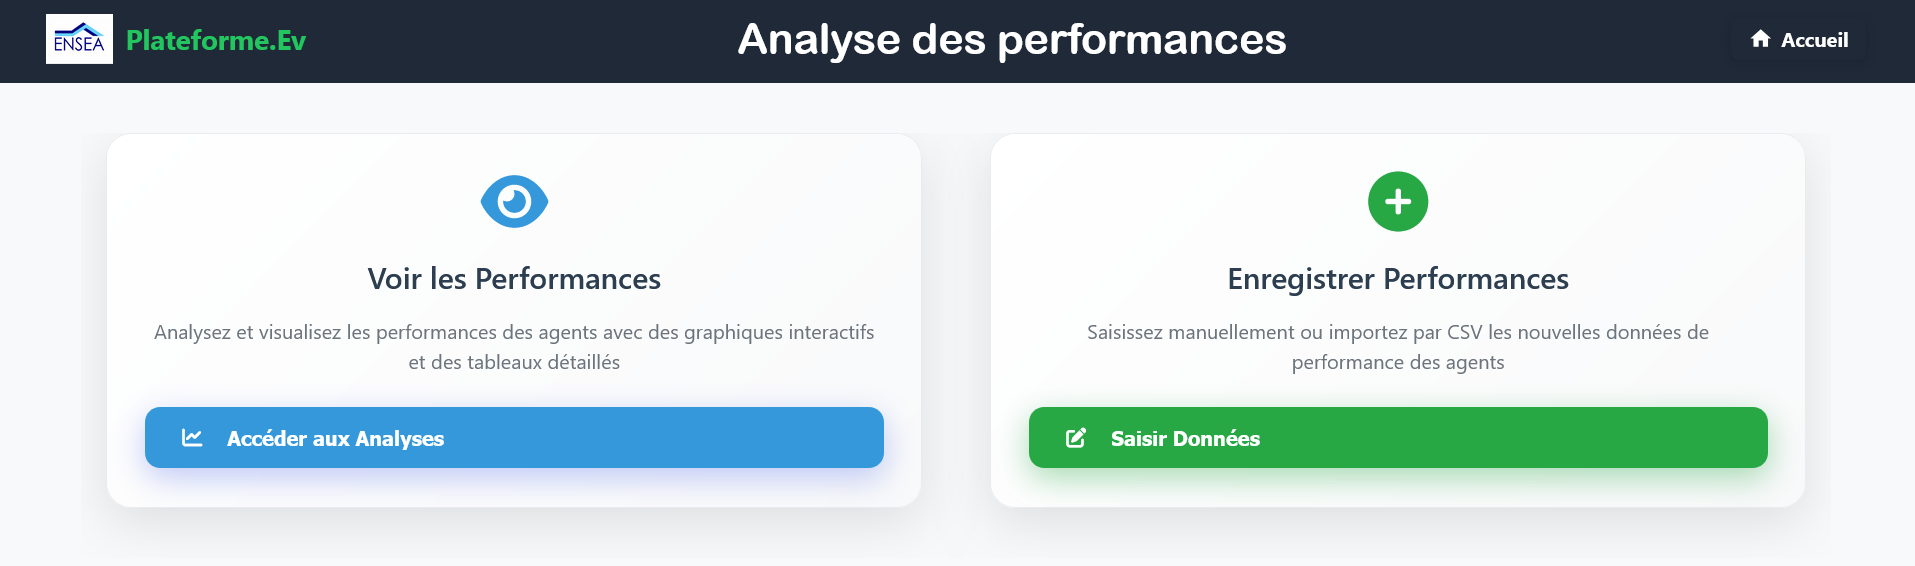 ENSEA
Plateforme.Ev
Analyse des performances
Accueil
Voir les Performances
Analysez et visualisez les performances des agents avec des graphiques interactifs
et des tableaux détaillés
Accéder aux Analyses
Enregistrer Performances
Saisissez manuellement ou importez par CSV les nouvelles données de
performance des agents
Saisir Données